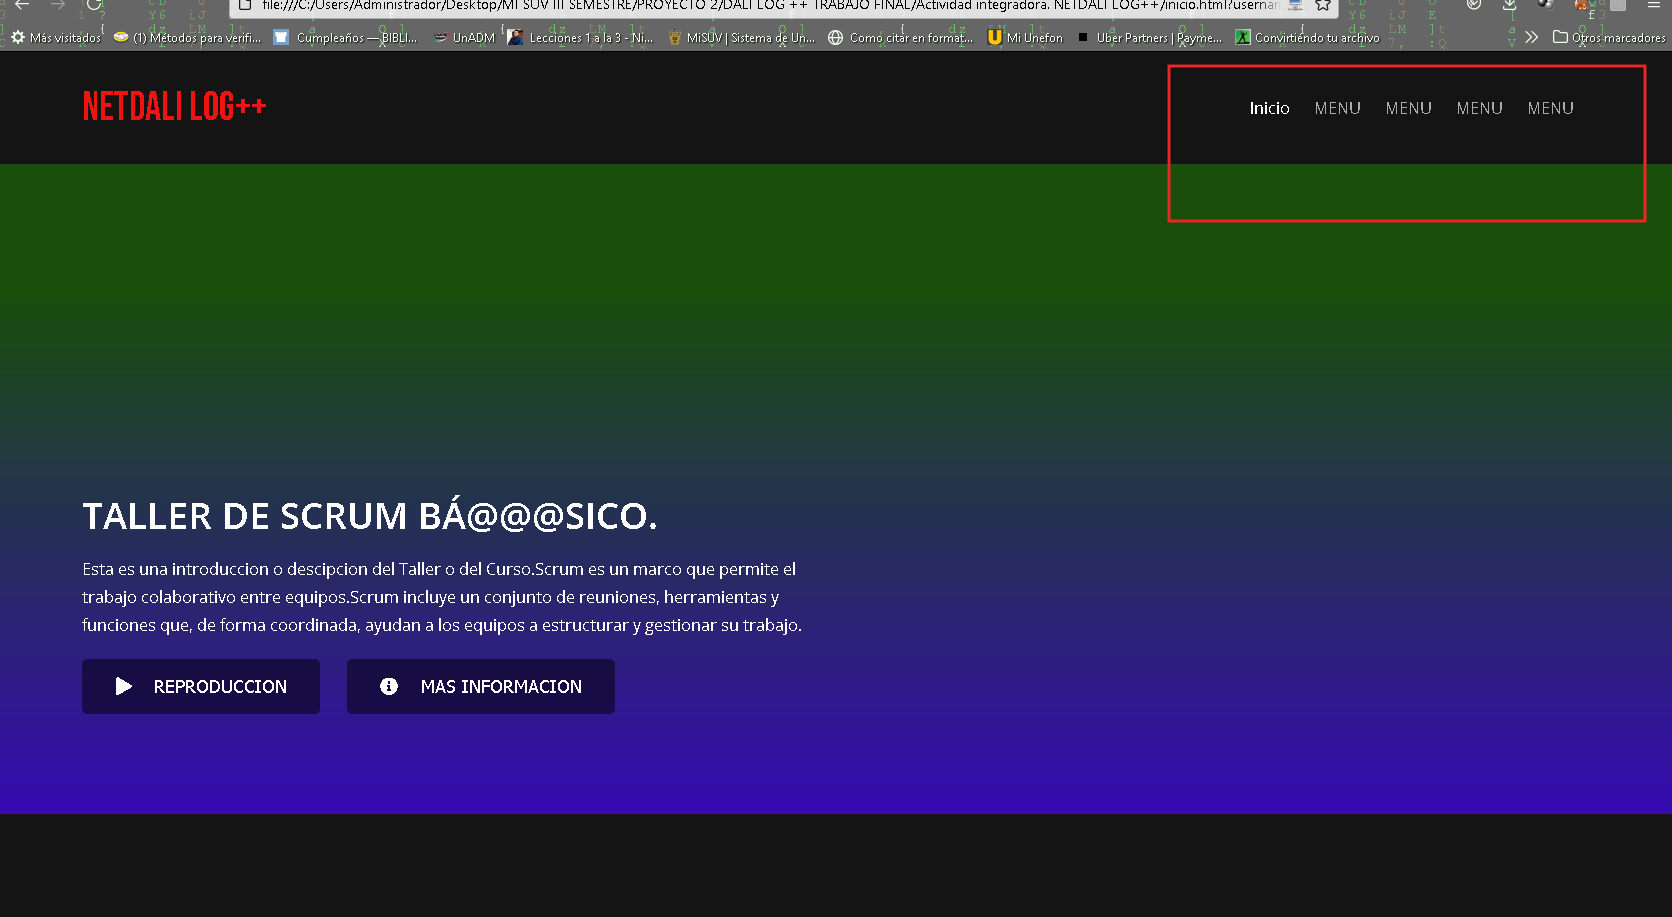 file:///C:/Users/Administrador/Desktop/MI SUV III SEMESTRE/PROYECTO 2/DALI LOG ++ TRABAJO FINAL/Actividad integradora. NETDALI LOG++/inicio.html?usernar
Más visitados (1) Métodos para verifi... Cumpleaños — BIBLI... UnADM Lecciones 1 a la 3 - Ni... MiSUV | Sistema de Un... Como citar en format... Mi Unefon Uber Partners | Payme... Convirtiendo tu archivo Otros marcadores
NETDALI LOG++
Inicio MENU MENU MENU MENU
TALLER DE SCRUM BÁ@@@SICO.
Esta es una introduccion o descipcion del Taller o del Curso.Scrum es un marco que permite el
trabajo colaborativo entre equipos.Scrum incluye un conjunto de reuniones, herramientas y
funciones que, de forma coordinada, ayudan a los equipos a estructurar y gestionar su trabajo.
REPRODUCCION MAS INFORMACION